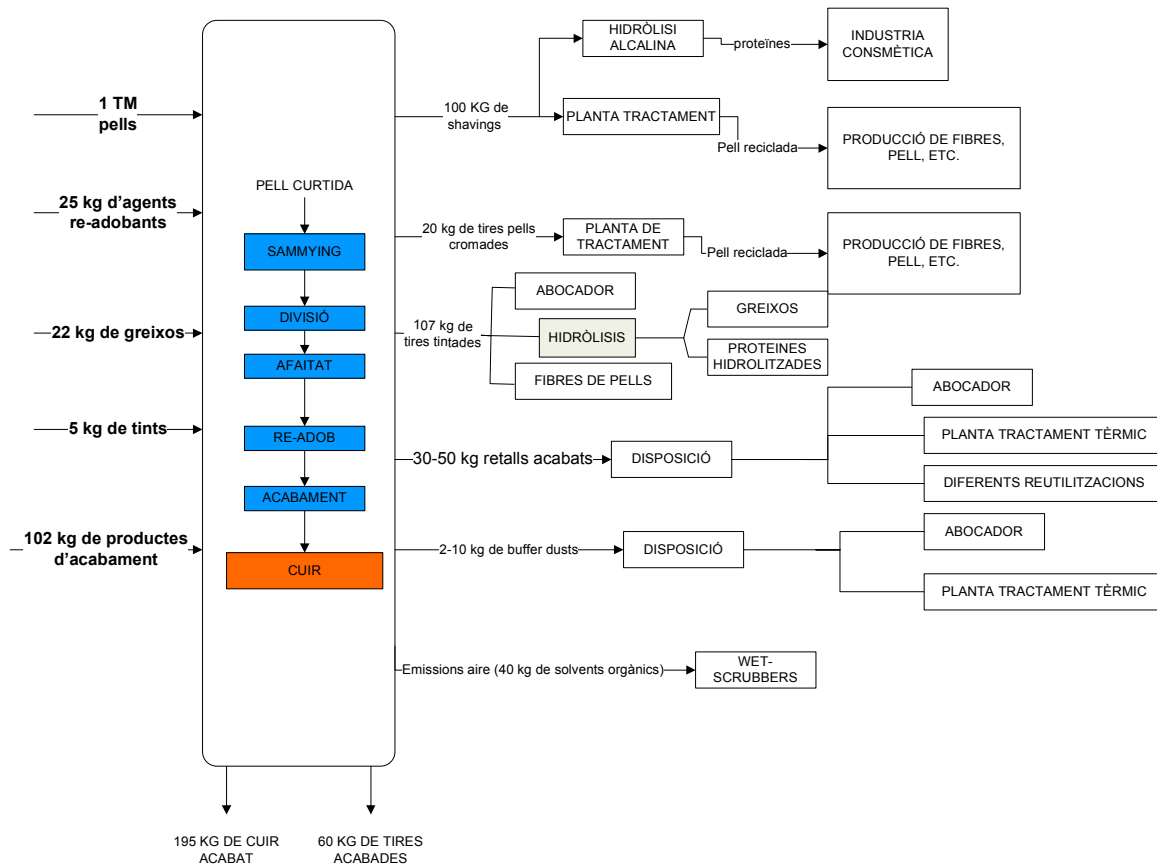 1 TM
pells
25 kg d'agents
re-adobants
22 kg de greixos
5 kg de tints
102 kg de productes
d'acabament
PELL CURTIDA
SAMMYING
DIVISIÓ
AFAITAT
RE-ADOB
ACABAMENT
CUIR
195 KG DE CUIR
ACABAT
60 KG DE TIRES
ACABADES
100 KG de
shavings
HIDRÒLISI
ALCALINA
proteïnes
INDUSTRIA
CONSMÈTICA
PLANTA TRACTAMENT
Pell reciclada
PRODUCCIÓ DE FIBRES,
PELL, ETC.
20 kg de tires pells
cromades
PLANTA DE
TRACTAMENT
Pell reciclada
PRODUCCIÓ DE FIBRES,
PELL, ETC.
107 kg de
tires tintades
ABOCADOR
HIDRÒLISIS
FIBRES DE PELLS
GREIXOS
PROTEINES
HIDROLITZADES
30-50 kg retalls acabats
DISPOSICIÓ
ABOCADOR
PLANTA TRACTAMENT TÈRMIC
DIFERENTS REUTILITZACIONS
2-10 kg de buffer dusts
DISPOSICIÓ
ABOCADOR
PLANTA TRACTAMENT TÈRMIC
Emissions aire (40 kg de solvents orgànics)
WET-
SCRUBBERS